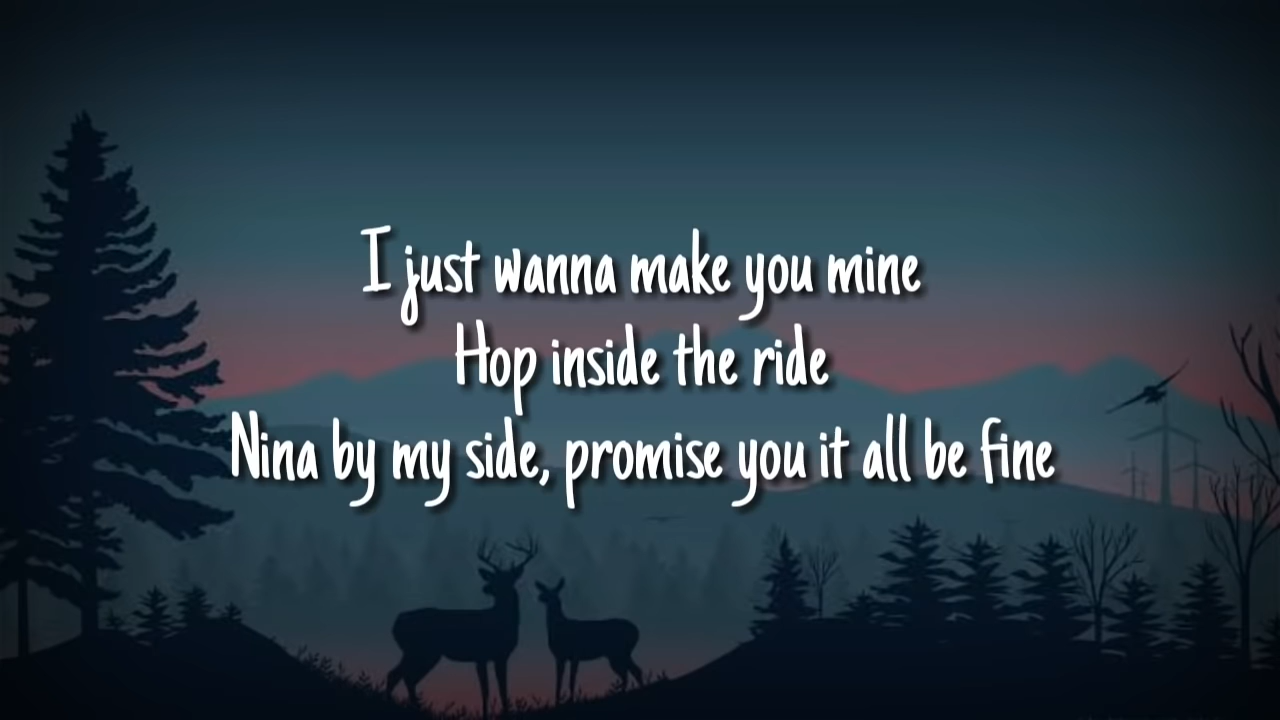 I just wanna make you mine
Hop inside the ride
Nina by my side, promise you it all be fine